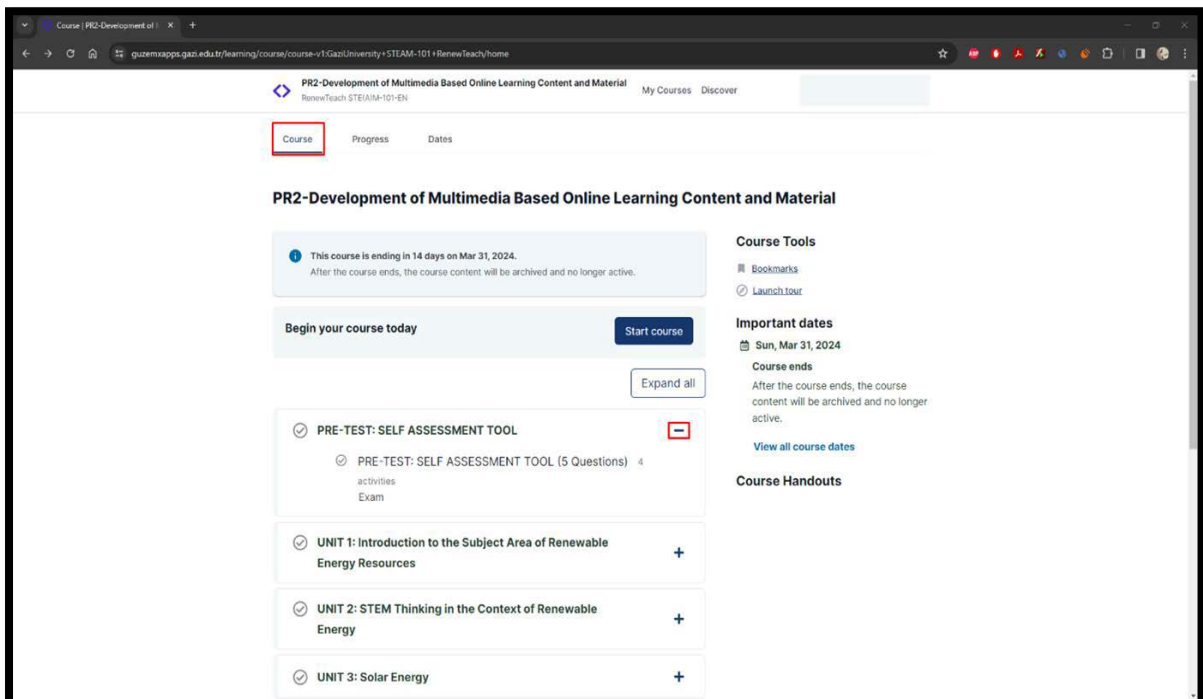 Course | PR2-Development of
guzemxapps.gazi.edu.tr/learning/course/course-v1:GaziUniversity+STEAM-101+RenewTeach/home
PR2-Development of Multimedia Based Online Learning Content and Material
RenewTeach STE(A)M-101-EN
My Courses Discover
Course Progress Dates
PR2-Development of Multimedia Based Online Learning Content and Material
This course is ending in 14 days on Mar 31, 2024.
After the course ends, the course content will be archived and no longer active.
Begin your course today
Start course
Expand all
PRE-TEST: SELF ASSESSMENT TOOL
PRE-TEST: SELF ASSESSMENT TOOL (5 Questions) 4
activities
Exam
UNIT 1: Introduction to the Subject Area of Renewable
Energy Resources
UNIT 2: STEM Thinking in the Context of Renewable
Energy
UNIT 3: Solar Energy
Course Tools
Bookmarks
Launch tour
Important dates
Sun, Mar 31, 2024
Course ends
After the course ends, the course
content will be archived and no longer
active.
View all course dates
Course Handouts